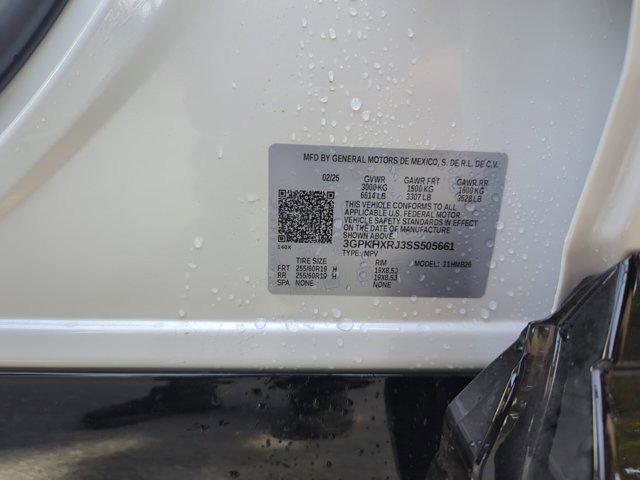 MFD BY GENERAL MOTORS DE MEXICO, S. DE R.L. DE C.V.
02/25 GVWR GAWR FRT GAWR RR
3000 KG 1500 KG 1600 KG
6614 LB 3307 LB 3528 LB
THIS VEHICLE CONFORMS TO ALL
APPLICABLE U.S. FEDERAL MOTOR
VEHICLE SAFETY STANDARDS IN EFFECT
ON THE DATE OF MANUFACTURE
SHOWN ABOVE.
3GPKHXRJ3SS505661
140X TYPE: MPV
TIRE SIZE RIM MODEL: J1HMB26
FRT 255/60R19 H 19X8.5J
RR 255/60R19 H 19X8.5J
SPA NONE NONE